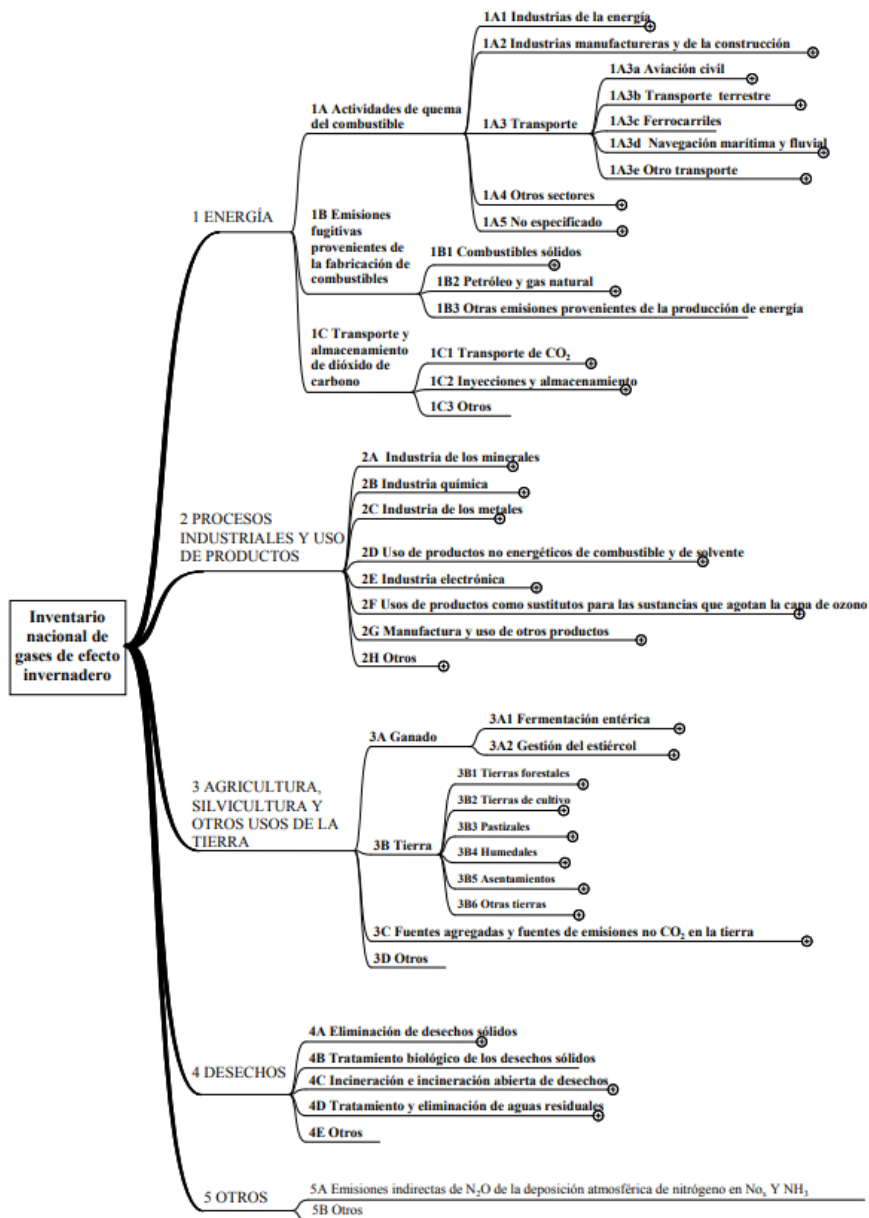 Inventario
nacional de
gases de efecto
invernadero
1 ENERGÍA
1A Actividades de quema
del combustible
1A1 Industrias de la energía
1A2 Industrias manufactureras y de la construcción
1A3 Transporte
1A3a Aviación civil
1A3b Transporte terrestre
1A3c Ferrocarriles
1A3d Navegación marítima y fluvial
1A3e Otro transporte
1A4 Otros sectores
1A5 No especificado
1B Emisiones
fugitivas
provenientes de
la fabricación de
combustibles
1B1 Combustibles sólidos
1B2 Petróleo y gas natural
1B3 Otras emisiones provenientes de la producción de energía
1C Transporte y
almacenamiento
de dióxido de
carbono
1C1 Transporte de CO₂
1C2 Inyecciones y almacenamiento
1C3 Otros
2 PROCESOS
INDUSTRIALES Y USO
DE PRODUCTOS
2A Industria de los minerales
2B Industria química
2C Industria de los metales
2D Uso de productos no energéticos de combustible y de solvente
2E Industria electrónica
2F Usos de productos como sustitutos para las sustancias que agotan la capa de ozono
2G Manufactura y uso de otros productos
2H Otros
3 AGRICULTURA,
SILVICULTURA Y
OTROS USOS DE LA
TIERRA
3A Ganado
3A1 Fermentación entérica
3A2 Gestión del estiércol
3B Tierra
3B1 Tierras forestales
3B2 Tierras de cultivo
3B3 Pastizales
3B4 Humedales
3B5 Asentamientos
3B6 Otras tierras
3C Fuentes agregadas y fuentes de emisiones no CO₂ en la tierra
3D Otros
4 DESECHOS
4A Eliminación de desechos sólidos
4B Tratamiento biológico de los desechos sólidos
4C Incineración e incineración abierta de desechos
4D Tratamiento y eliminación de aguas residuales
4E Otros
5 OTROS
5A Emisiones indirectas de N₂O de la deposición atmosférica de nitrógeno en Noₓ Y NH₃
5B Otros